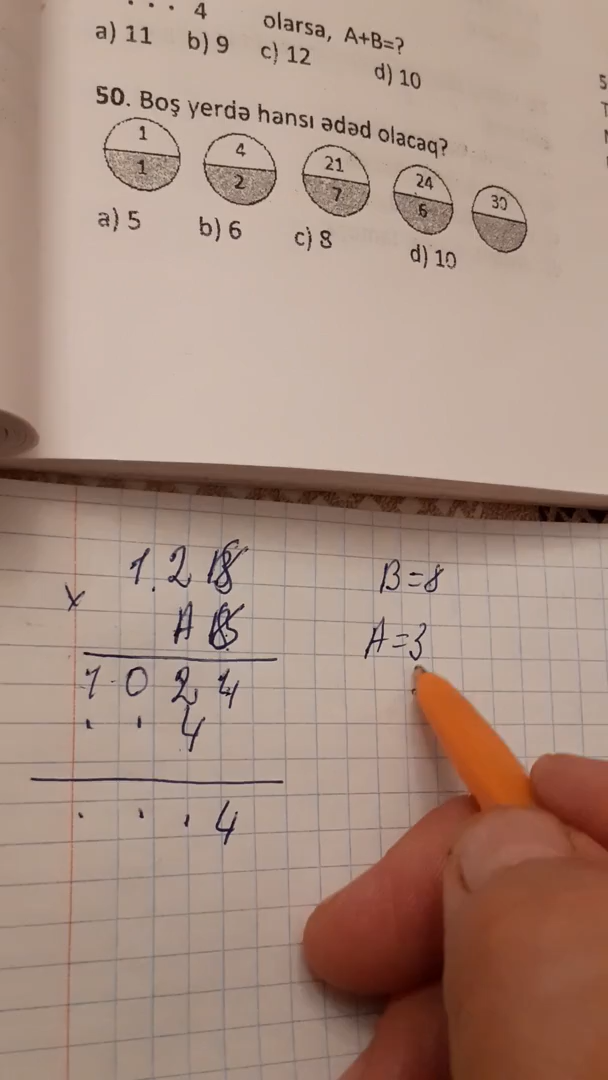 . . . 4 olarsa, A+B=?
a) 11 b) 9 c) 12 d) 10
50. Boş yerdə hansı ədəd olacaq?
1 4 21 24 30
1 2 7 6
a) 5 b) 6 c) 8 d) 10
1 . 2 8 B=8
x A 8 A=3
1 0 2 4
. . 4
. . . 4